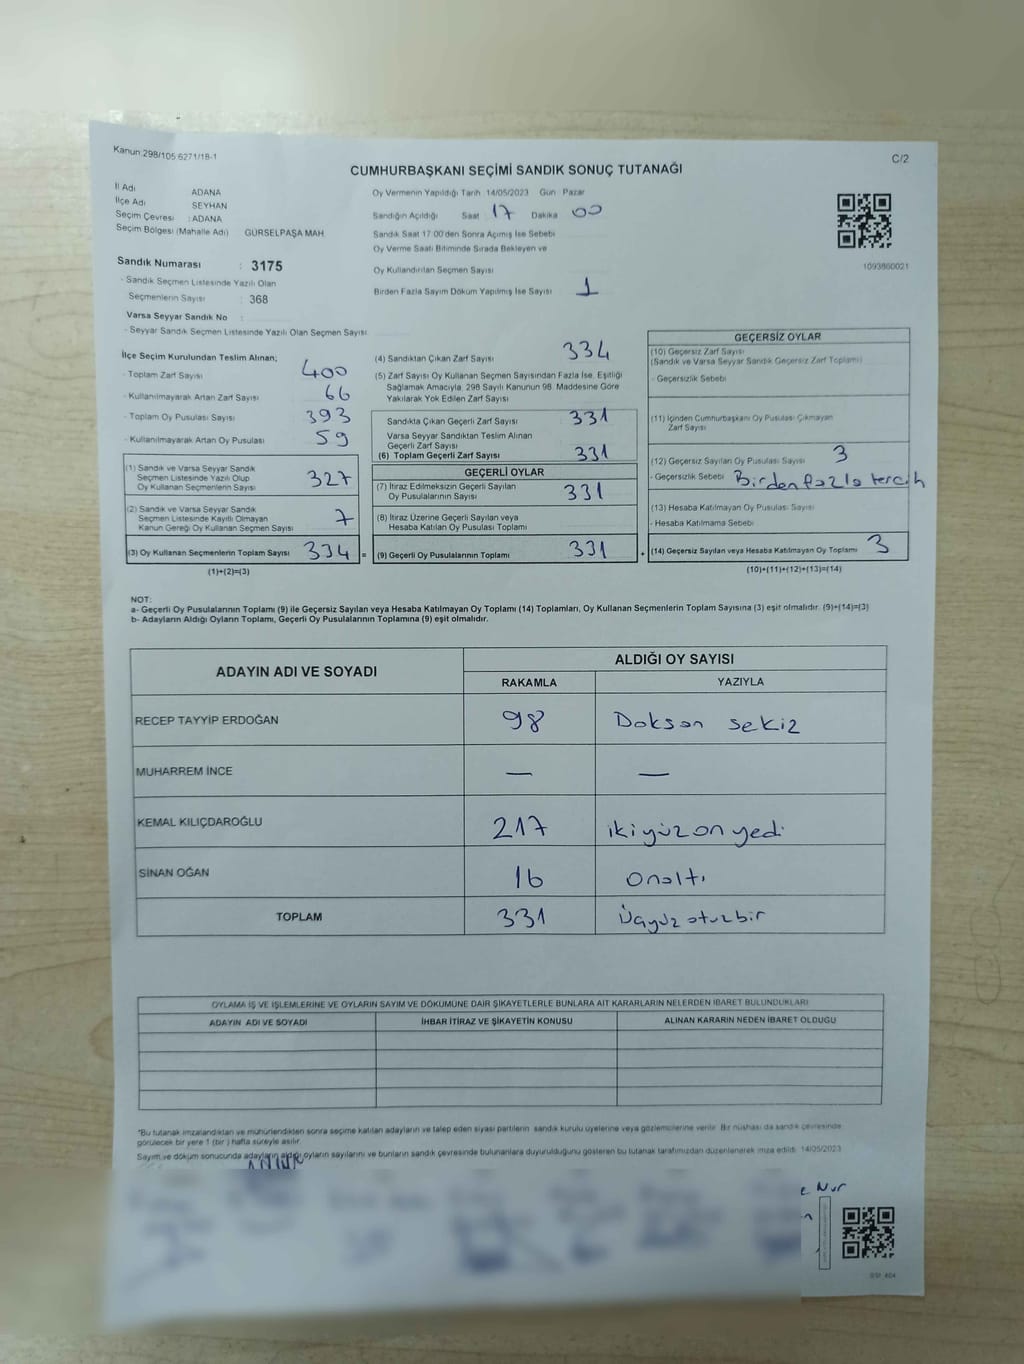 Kanun:298/105 6271/18-1
C/2
CUMHURBAŞKANI SEÇİMİ SANDIK SONUÇ TUTANAĞI
İl Adı ADANA
İlçe Adı SEYHAN
Seçim Çevresi : ADANA
Seçim Bölgesi (Mahalle Adı) GÜRSELPAŞA MAH
Oy Vermenin Yapıldığı Tarih 14/05/2023 Gün Pazar
Sandığın Açıldığı Saat 17 Dakika 00
Sandık Saat 17:00'den Sonra Açımış İse Sebebi
Oy Verme Saati Bitiminde Sırada Bekleyen ve
Oy Kullandırılan Seçmen Sayısı
Birden Fazla Sayım Döküm Yapılmış İse Sayısı 1
1093860021
Sandık Numarası : 3175
- Sandık Seçmen Listesinde Yazılı Olan
Seçmenlerin Sayısı : 368
Varsa Seyyar Sandık No :
- Seyyar Sandık Seçmen Listesinde Yazılı Olan Seçmen Sayısı
İlçe Seçim Kurulundan Teslim Alınan;
- Toplam Zarf Sayısı 400
- Kullanılmayarak Artan Zarf Sayısı 66
- Toplam Oy Pusulası Sayısı 393
- Kullanılmayarak Artan Oy Pusulası 59
(1) Sandık ve Varsa Seyyar Sandık
Seçmen Listesinde Yazılı Olup
Oy Kullanan Seçmenlerin Sayısı 327
(2) Sandık ve Varsa Seyyar Sandık
Seçmen Listesinde Kayıtlı Olmayan
Kanun Gereği Oy Kullanan Seçmen Sayısı 7
(3) Oy Kullanan Seçmenlerin Toplam Sayısı 334 =
(1)+(2)=(3)
(4) Sandıktan Çıkan Zarf Sayısı 334
(5) Zarf Sayısı Oy Kullanan Seçmen Sayısından Fazla İse, Eşitliği
Sağlamak Amacıyla, 298 Sayılı Kanunun 98. Maddesine Göre
Yakılarak Yok Edilen Zarf Sayısı
Sandıkta Çıkan Geçerli Zarf Sayısı 331
Varsa Seyyar Sandıktan Teslim Alınan
Geçerli Zarf Sayısı
(6) Toplam Geçerli Zarf Sayısı 331
GEÇERLİ OYLAR
(7) İtiraz Edilmeksizin Geçerli Sayılan
Oy Pusulalarının Sayısı 331
(8) İtiraz Üzerine Geçerli Sayılan veya
Hesaba Katılan Oy Pusulası Toplamı
(9) Geçerli Oy Pusulalarının Toplamı 331 +
GEÇERSİZ OYLAR
(10) Geçersiz Zarf Sayısı
(Sandık ve Varsa Seyyar Sandık Geçersiz Zarf Toplamı)
- Geçersizlik Sebebi
(11) İçinden Cumhurbaşkanı Oy Pusulası Çıkmayan
Zarf Sayısı
(12) Geçersiz Sayılan Oy Pusulası Sayısı 3
- Geçersizlik Sebebi Birden fazla tercih
(13) Hesaba Katılmayan Oy Pusulası Sayısı
- Hesaba Katılmama Sebebi
(14) Geçersiz Sayılan veya Hesaba Katılmayan Oy Toplamı 3
(10)+(11)+(12)+(13)=(14)
NOT:
a- Geçerli Oy Pusulalarının Toplamı (9) ile Geçersiz Sayılan veya Hesaba Katılmayan Oy Toplamı (14) Toplamları, Oy Kullanan Seçmenlerin Toplam Sayısına (3) eşit olmalıdır. (9)+(14)=(3)
b- Adayların Aldığı Oyların Toplamı, Geçerli Oy Pusulalarının Toplamına (9) eşit olmalıdır.
ADAYIN ADI VE SOYADI ALDIĞI OY SAYISI
RAKAMLA YAZIYLA
RECEP TAYYİP ERDOĞAN 98 Doksan sekiz
MUHARREM İNCE — —
KEMAL KILIÇDAROĞLU 217 ikiyüz on yedi
SİNAN OĞAN 16 Onaltı
TOPLAM 331 Üçyüz otuzbir
OYLAMA İŞ VE İŞLEMLERİNE VE OYLARIN SAYIM VE DÖKÜMÜNE DAİR ŞİKAYETLERLE BUNLARA AİT KARARLARIN NELERDEN İBARET BULUNDUKLARI
ADAYIN ADI VE SOYADI İHBAR İTİRAZ VE ŞİKAYETİN KONUSU ALINAN KARARIN NEDEN İBARET OLDUĞU
*Bu tutanak imzalandıktan ve mühürlendikten sonra seçime katılan adayların ve talep eden siyasi partilerin sandık kurulu üyelerine veya gözlemcilerine verilir. Bir nüshası da sandık çevresinde
görülecek bir yere 1 (bir) hafta süreyle asılır.
Sayım ve döküm sonucunda adayların aldığı oyların sayılarını ve bunların sandık çevresinde bulunanlara duyurulduğunu gösteren bu tutanak tarafımızdan düzenlenerek imza edildi. 14/05/2023
e Nur